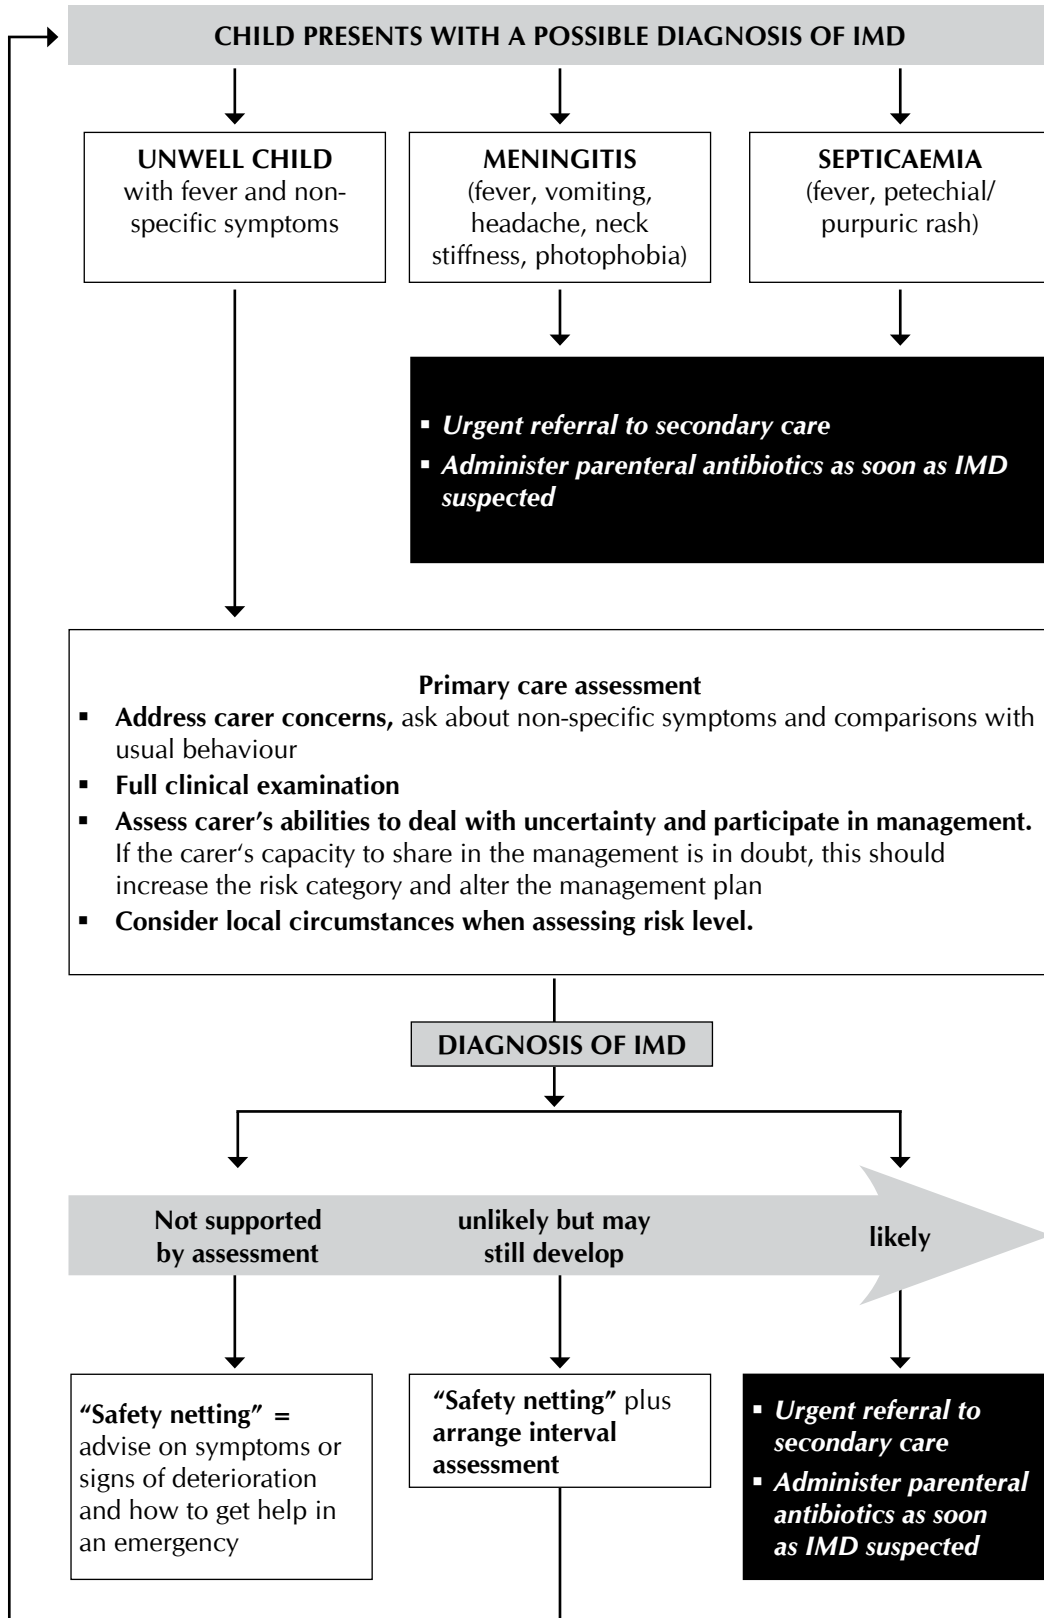 CHILD PRESENTS WITH A POSSIBLE DIAGNOSIS OF IMD
UNWELL CHILD
with fever and non-
specific symptoms
MENINGITIS
(fever, vomiting,
headache, neck
stiffness, photophobia)
SEPTICAEMIA
(fever, petechial/
purpuric rash)
▪ Urgent referral to secondary care
▪ Administer parenteral antibiotics as soon as IMD
suspected
Primary care assessment
▪ Address carer concerns, ask about non-specific symptoms and comparisons with
usual behaviour
▪ Full clinical examination
▪ Assess carer's abilities to deal with uncertainty and participate in management.
If the carer‘s capacity to share in the management is in doubt, this should
increase the risk category and alter the management plan
▪ Consider local circumstances when assessing risk level.
DIAGNOSIS OF IMD
Not supported
by assessment
unlikely but may
still develop
likely
“Safety netting” =
advise on symptoms or
signs of deterioration
and how to get help in
an emergency
“Safety netting” plus
arrange interval
assessment
▪ Urgent referral to
secondary care
▪ Administer parenteral
antibiotics as soon
as IMD suspected